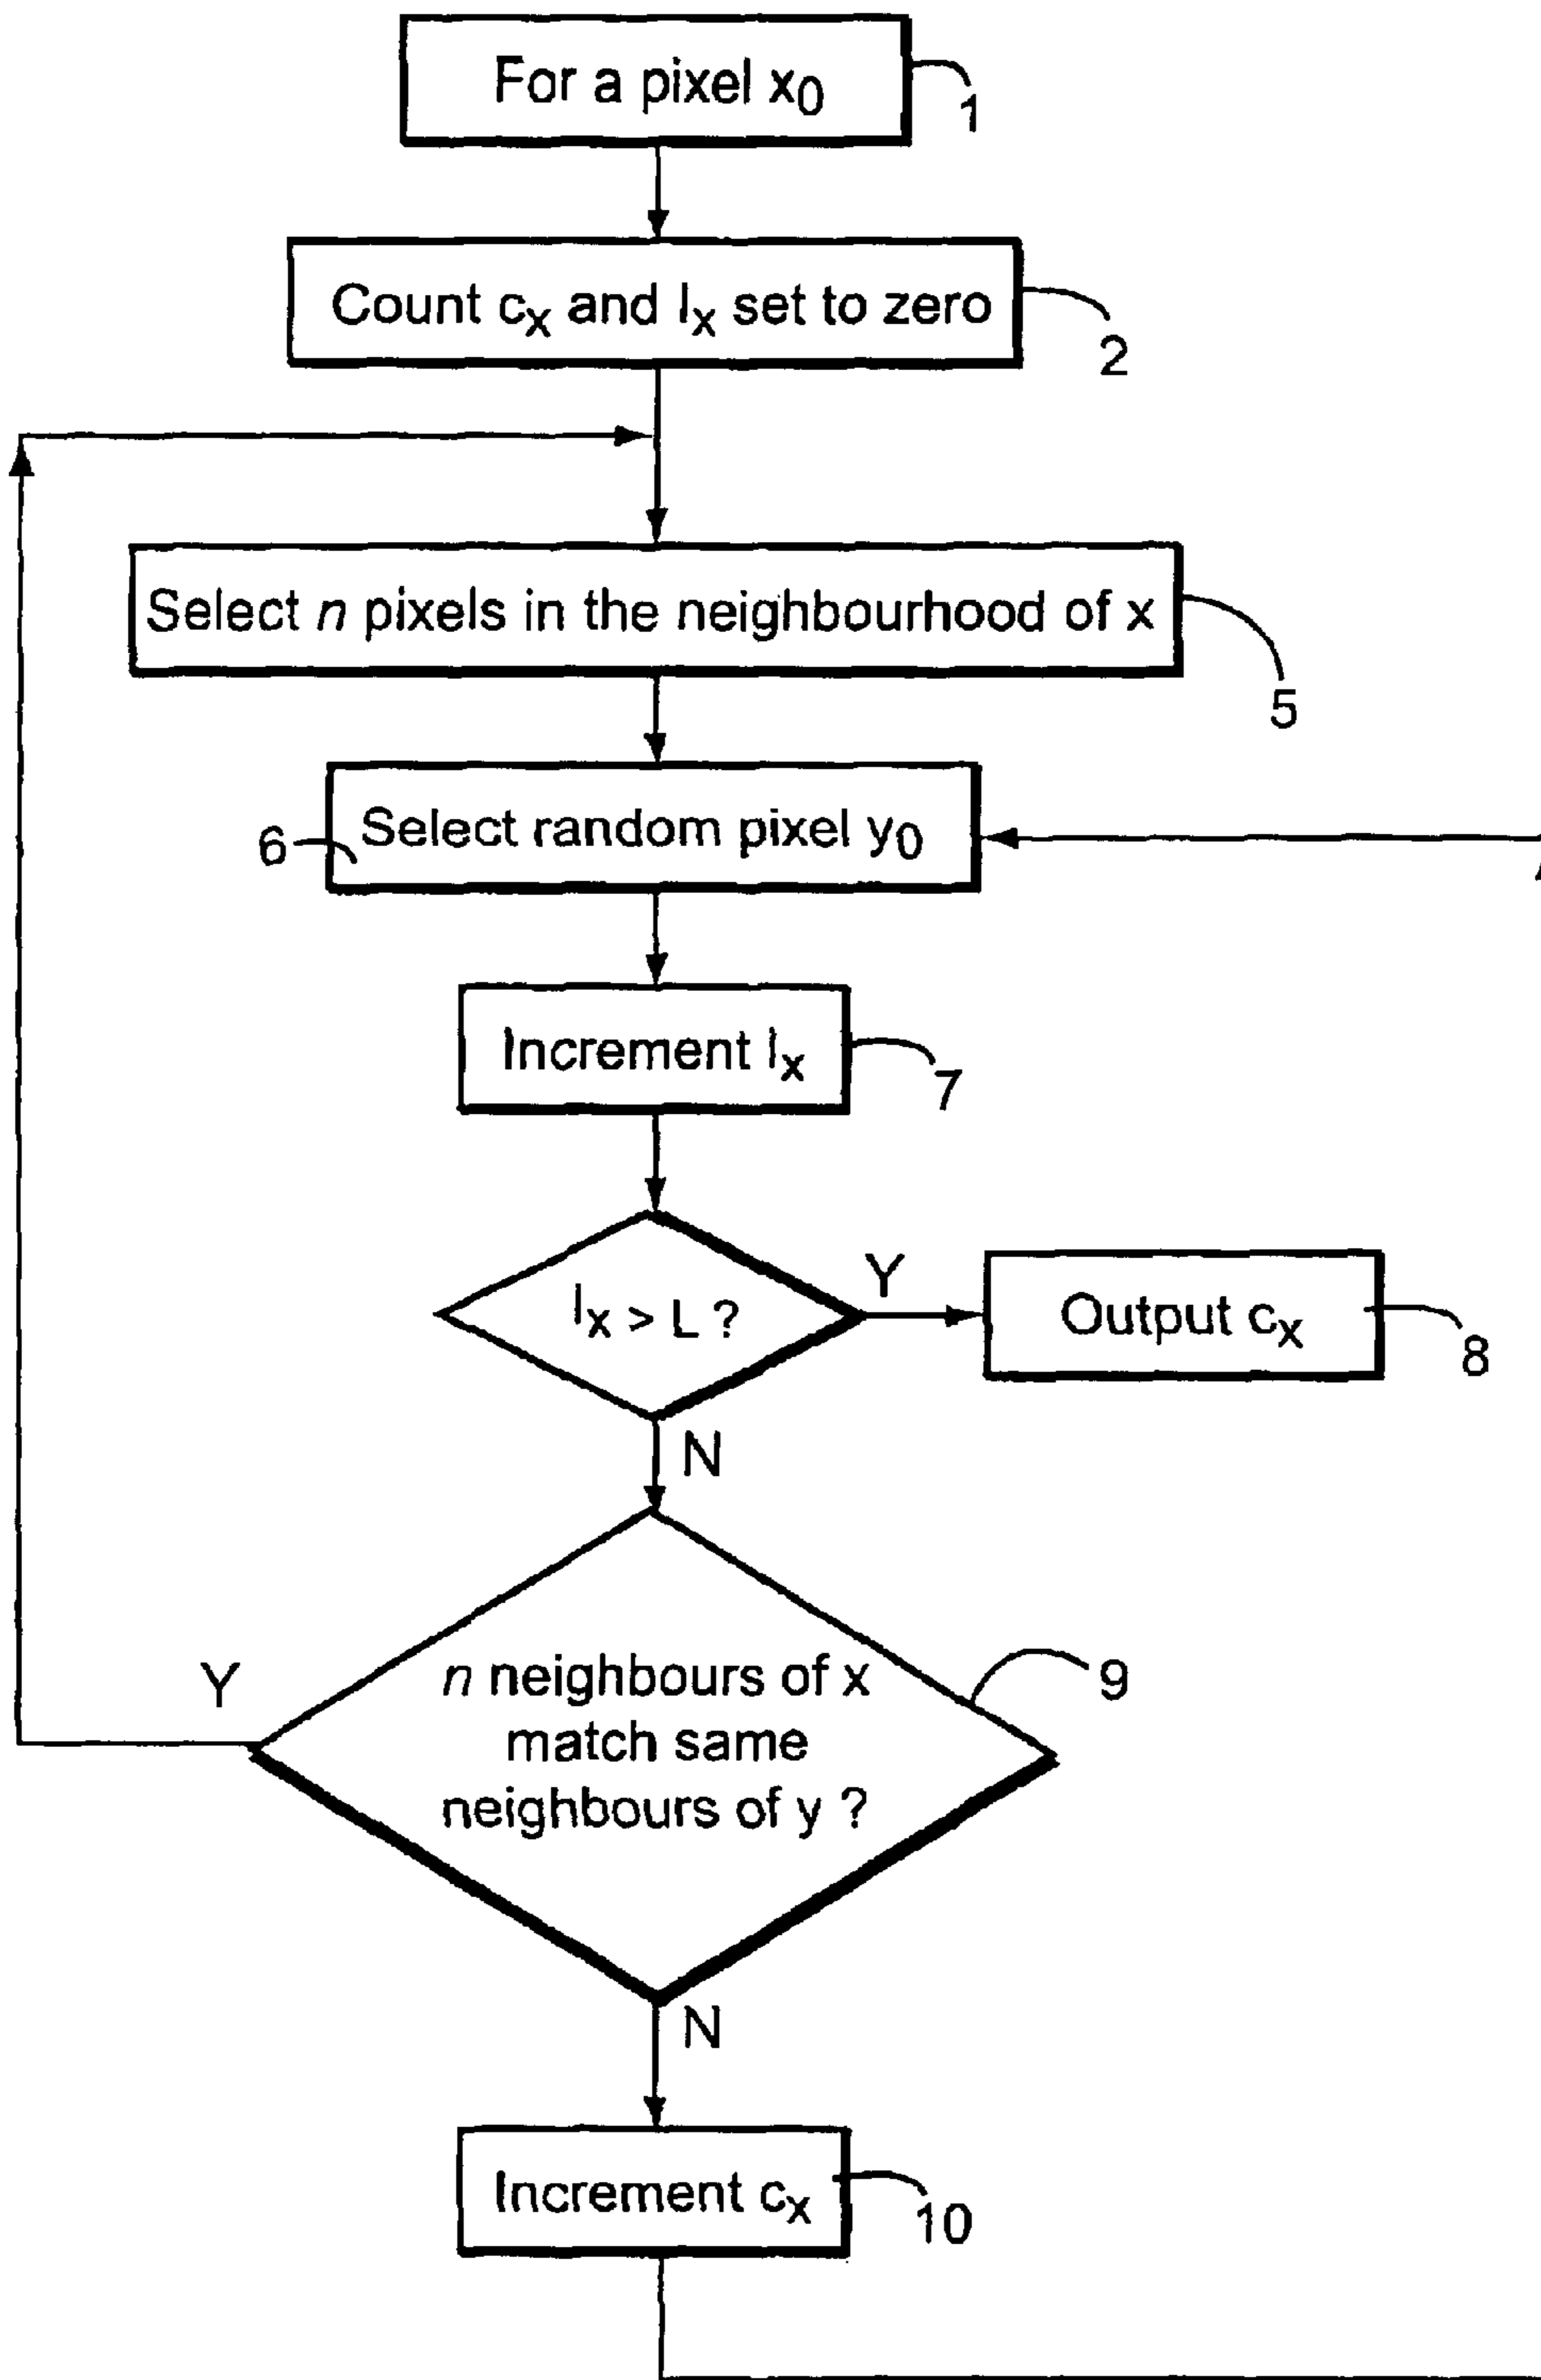 For a pixel x₀
1
Count cₓ and Iₓ set to zero
2
Select n pixels in the neighbourhood of x
5
Select random pixel y₀
6
Increment Iₓ
7
Iₓ > L ?
Y
Output cₓ
8
N
n neighbours of x
match same
neighbours of y ?
9
Y
N
Increment cₓ
10